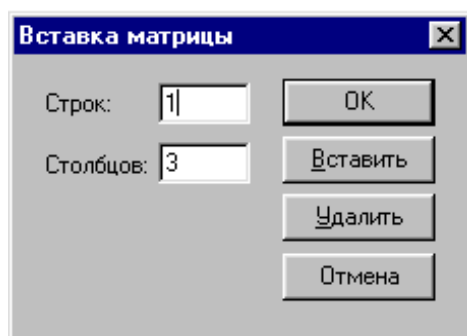 Вставка матрицы
Строк: 1 OK
Столбцов: 3 Вставить
Удалить
Отмена